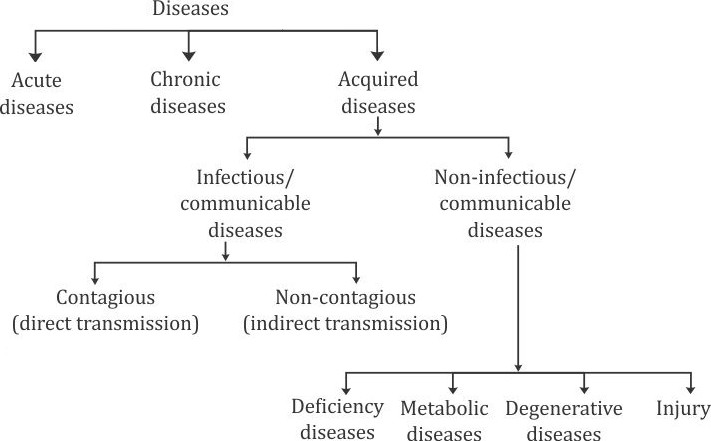 Diseases
Acute
diseases
Chronic
diseases
Acquired
diseases
Infectious/
communicable
diseases
Non-infectious/
communicable
diseases
Contagious
(direct transmission)
Non-contagious
(indirect transmission)
Deficiency
diseases
Metabolic
diseases
Degenerative
diseases
Injury